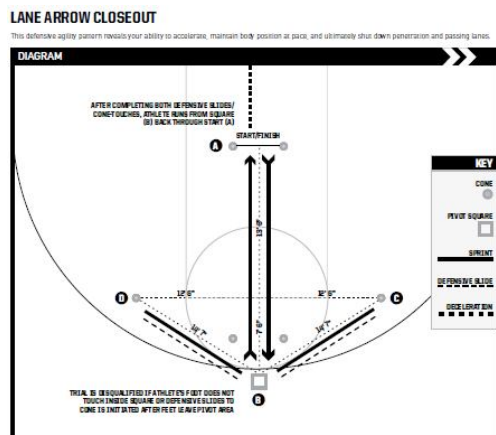 LANE ARROW CLOSEOUT
This defensive agility pattern reveals your ability to accelerate, maintain body position at pace, and ultimately shut down penetration and passing lanes.
DIAGRAM
AFTER COMPLETING BOTH DEFENSIVE SLIDES/
CONE-TOUCHES, ATHLETE RUNS FROM SQUARE
(B) BACK THROUGH START (A)
START/FINISH
A
KEY
CONE
PIVOT SQUARE
SPRINT
DEFENSIVE SLIDE
DECELERATION
12'6"
12'6"
D
C
7'6"
14'7"
14'7"
TRIAL IS DISQUALIFIED IF ATHLETE'S FOOT DOES NOT
TOUCH INSIDE SQUARE OR DEFENSIVE SLIDES TO
CONE IS INITIATED AFTER FEET LEAVE PIVOT AREA
B